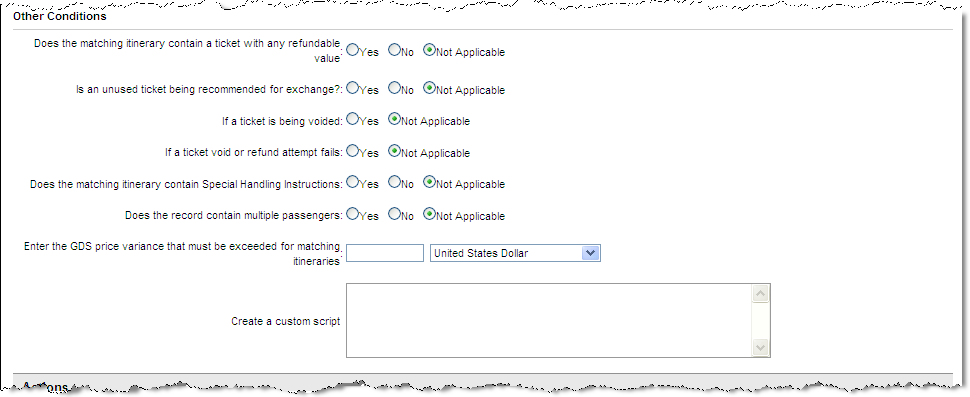 Other Conditions
Does the matching itinerary contain a ticket with any refundable value: Yes No Not Applicable
Is an unused ticket being recommended for exchange?: Yes No Not Applicable
If a ticket is being voided: Yes Not Applicable
If a ticket void or refund attempt fails: Yes Not Applicable
Does the matching itinerary contain Special Handling Instructions: Yes No Not Applicable
Does the record contain multiple passengers: Yes No Not Applicable
Enter the GDS price variance that must be exceeded for matching itineraries: United States Dollar
Create a custom script
Actions